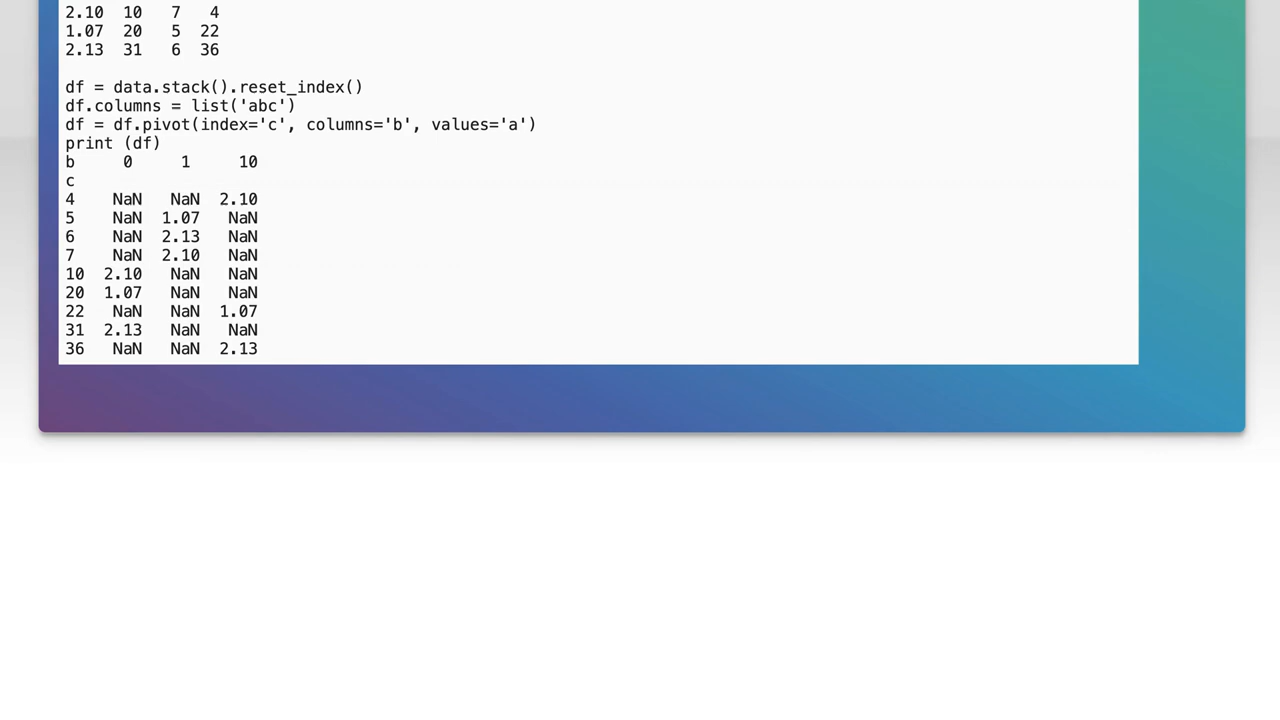 2.10  10   7   4
1.07  20   5  22
2.13  31   6  36
df = data.stack().reset_index()
df.columns = list('abc')
df = df.pivot(index='c', columns='b', values='a')
print (df)
b     0     1     10
c
4    NaN   NaN  2.10
5    NaN  1.07   NaN
6    NaN  2.13   NaN
7    NaN  2.10   NaN
10  2.10   NaN   NaN
20  1.07   NaN   NaN
22   NaN   NaN  1.07
31  2.13   NaN   NaN
36   NaN   NaN  2.13